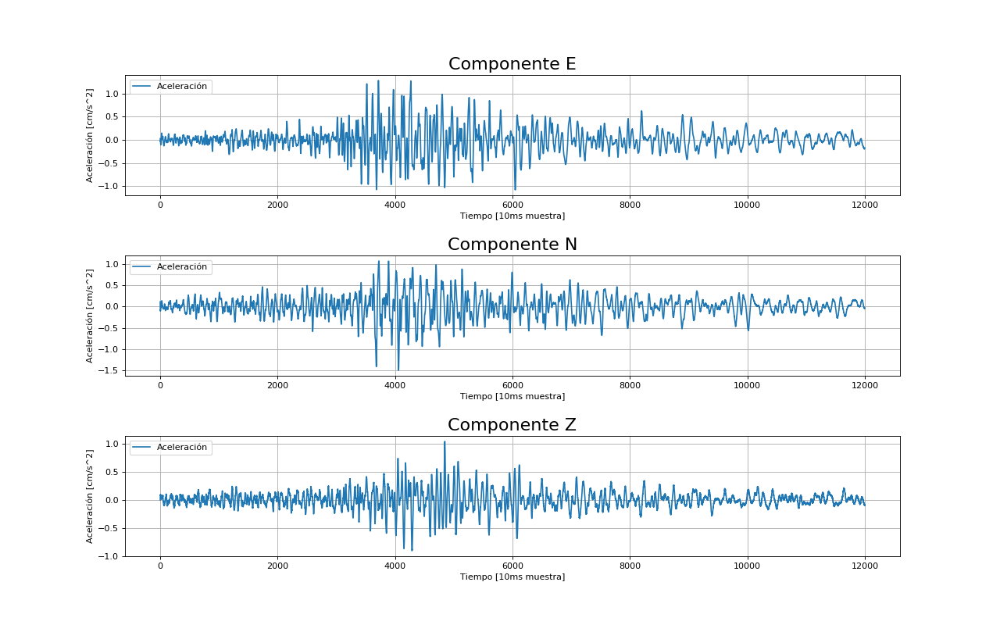 Componente E
Aceleración
Aceleración [cm/s^2]
1.0
0.5
0.0
−0.5
−1.0
0 2000 4000 6000 8000 10000 12000
Tiempo [10ms muestra]
Componente N
Aceleración
Aceleración [cm/s^2]
1.0
0.5
0.0
−0.5
−1.0
−1.5
0 2000 4000 6000 8000 10000 12000
Tiempo [10ms muestra]
Componente Z
Aceleración
Aceleración [cm/s^2]
1.0
0.5
0.0
−0.5
−1.0
0 2000 4000 6000 8000 10000 12000
Tiempo [10ms muestra]